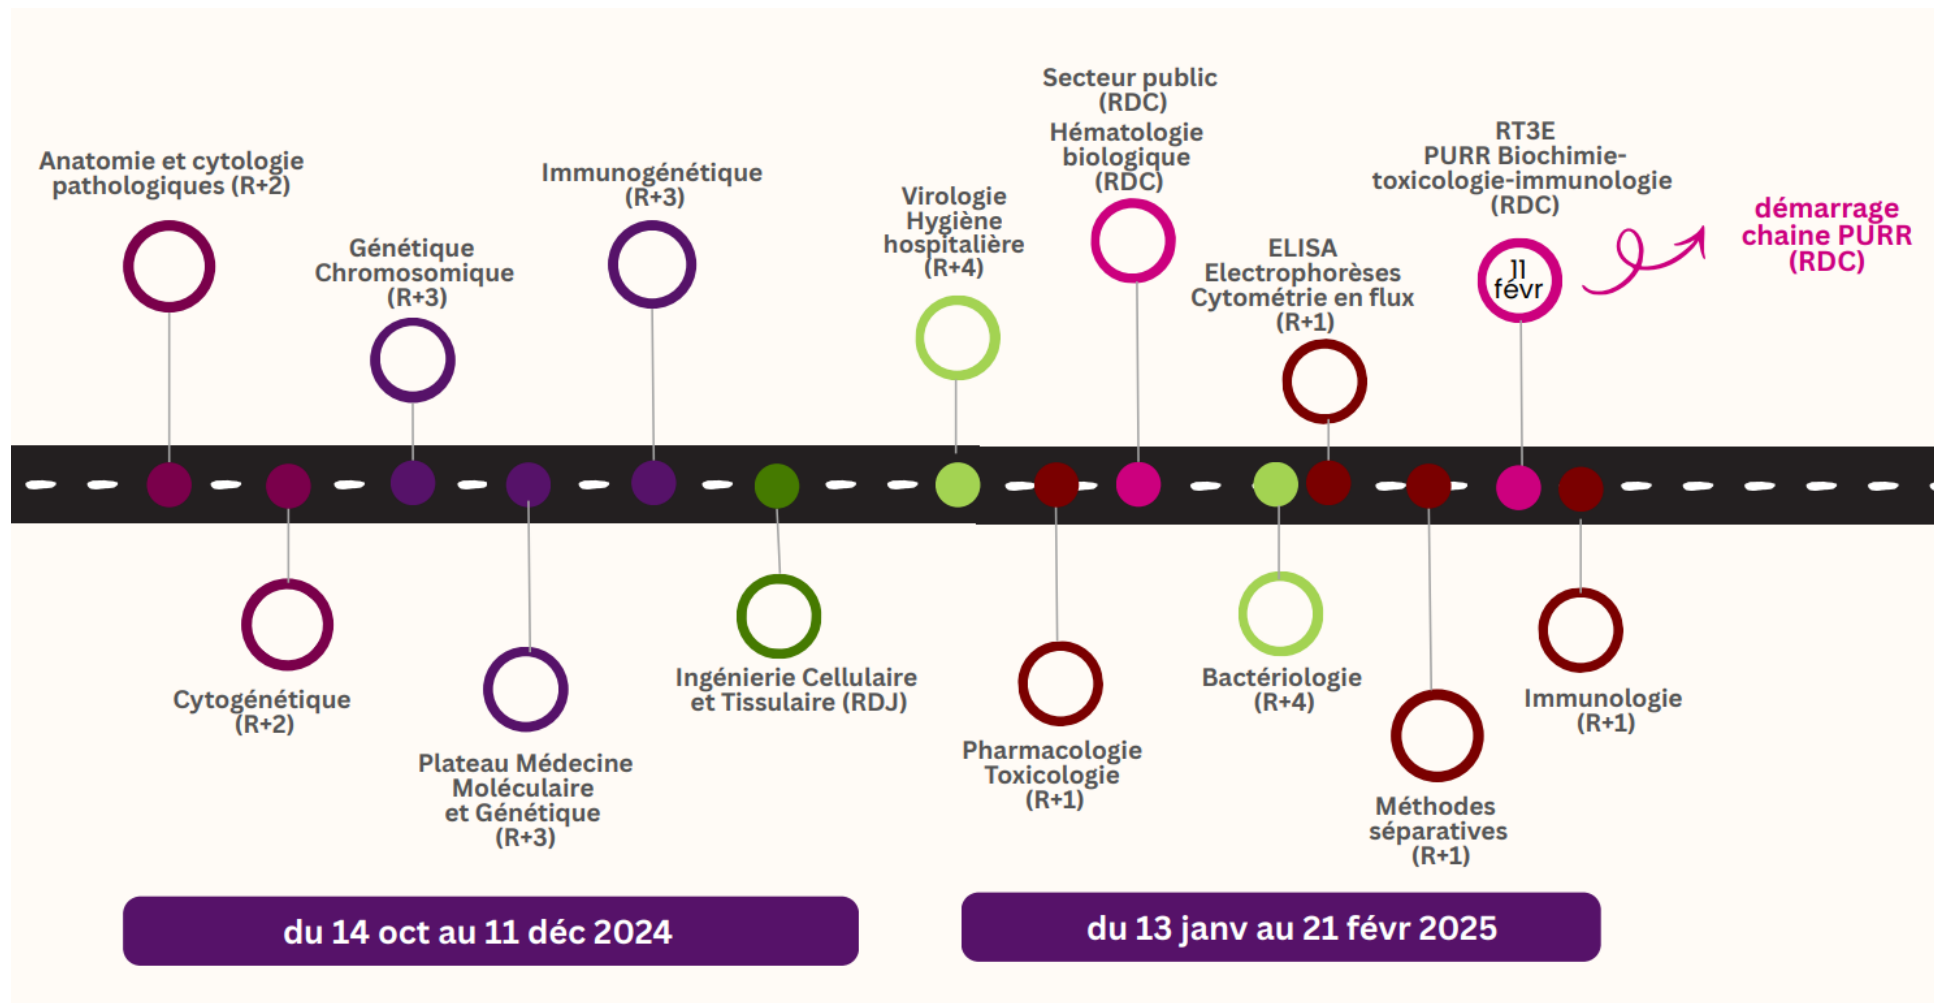 Anatomie et cytologie
pathologiques (R+2)
Génétique
Chromosomique
(R+3)
Immunogénétique
(R+3)
Virologie
Hygiène
hospitalière
(R+4)
Secteur public
(RDC)
Hématologie
biologique
(RDC)
ELISA
Electrophorèses
Cytométrie en flux
(R+1)
RT3E
PURR Biochimie-
toxicologie-immunologie
(RDC)
11
févr
démarrage
chaine PURR
(RDC)
Cytogénétique
(R+2)
Plateau Médecine
Moléculaire
et Génétique
(R+3)
Ingénierie Cellulaire
et Tissulaire (RDJ)
Pharmacologie
Toxicologie
(R+1)
Bactériologie
(R+4)
Méthodes
séparatives
(R+1)
Immunologie
(R+1)
du 14 oct au 11 déc 2024
du 13 janv au 21 févr 2025